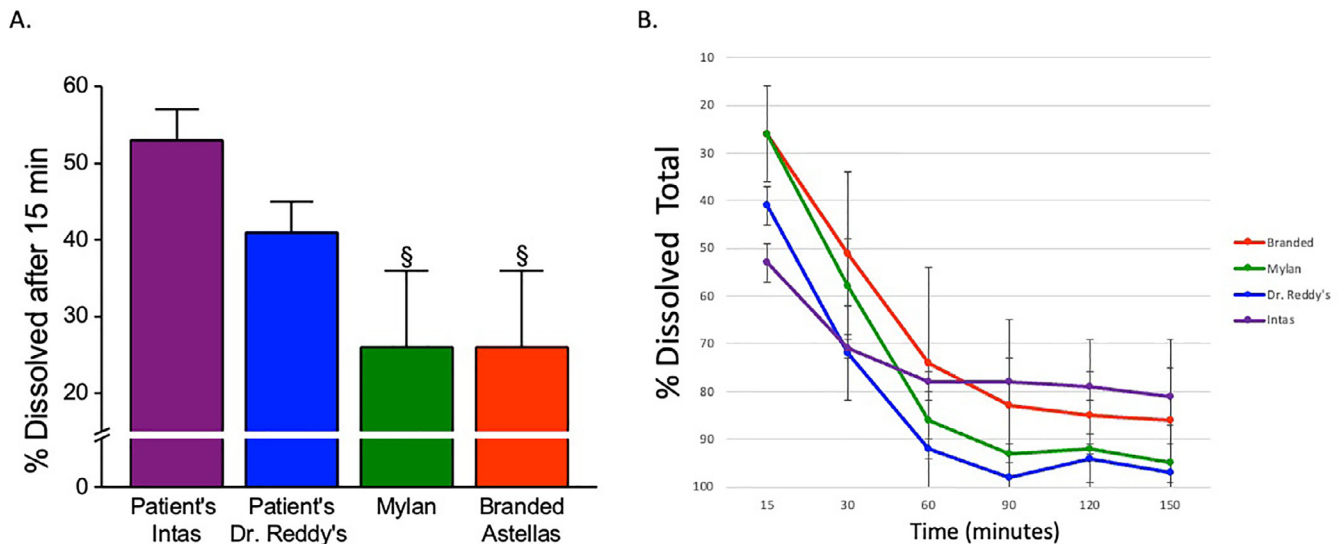 A.
% Dissolved after 15 min
60
50
40
30
20
0
§
§
Patient's
Intas
Patient's
Dr. Reddy's
Mylan
Branded
Astellas
B.
% Dissolved Total
10
20
30
40
50
60
70
80
90
100
15
30
60
90
120
150
Time (minutes)
Branded
Mylan
Dr. Reddy's
Intas